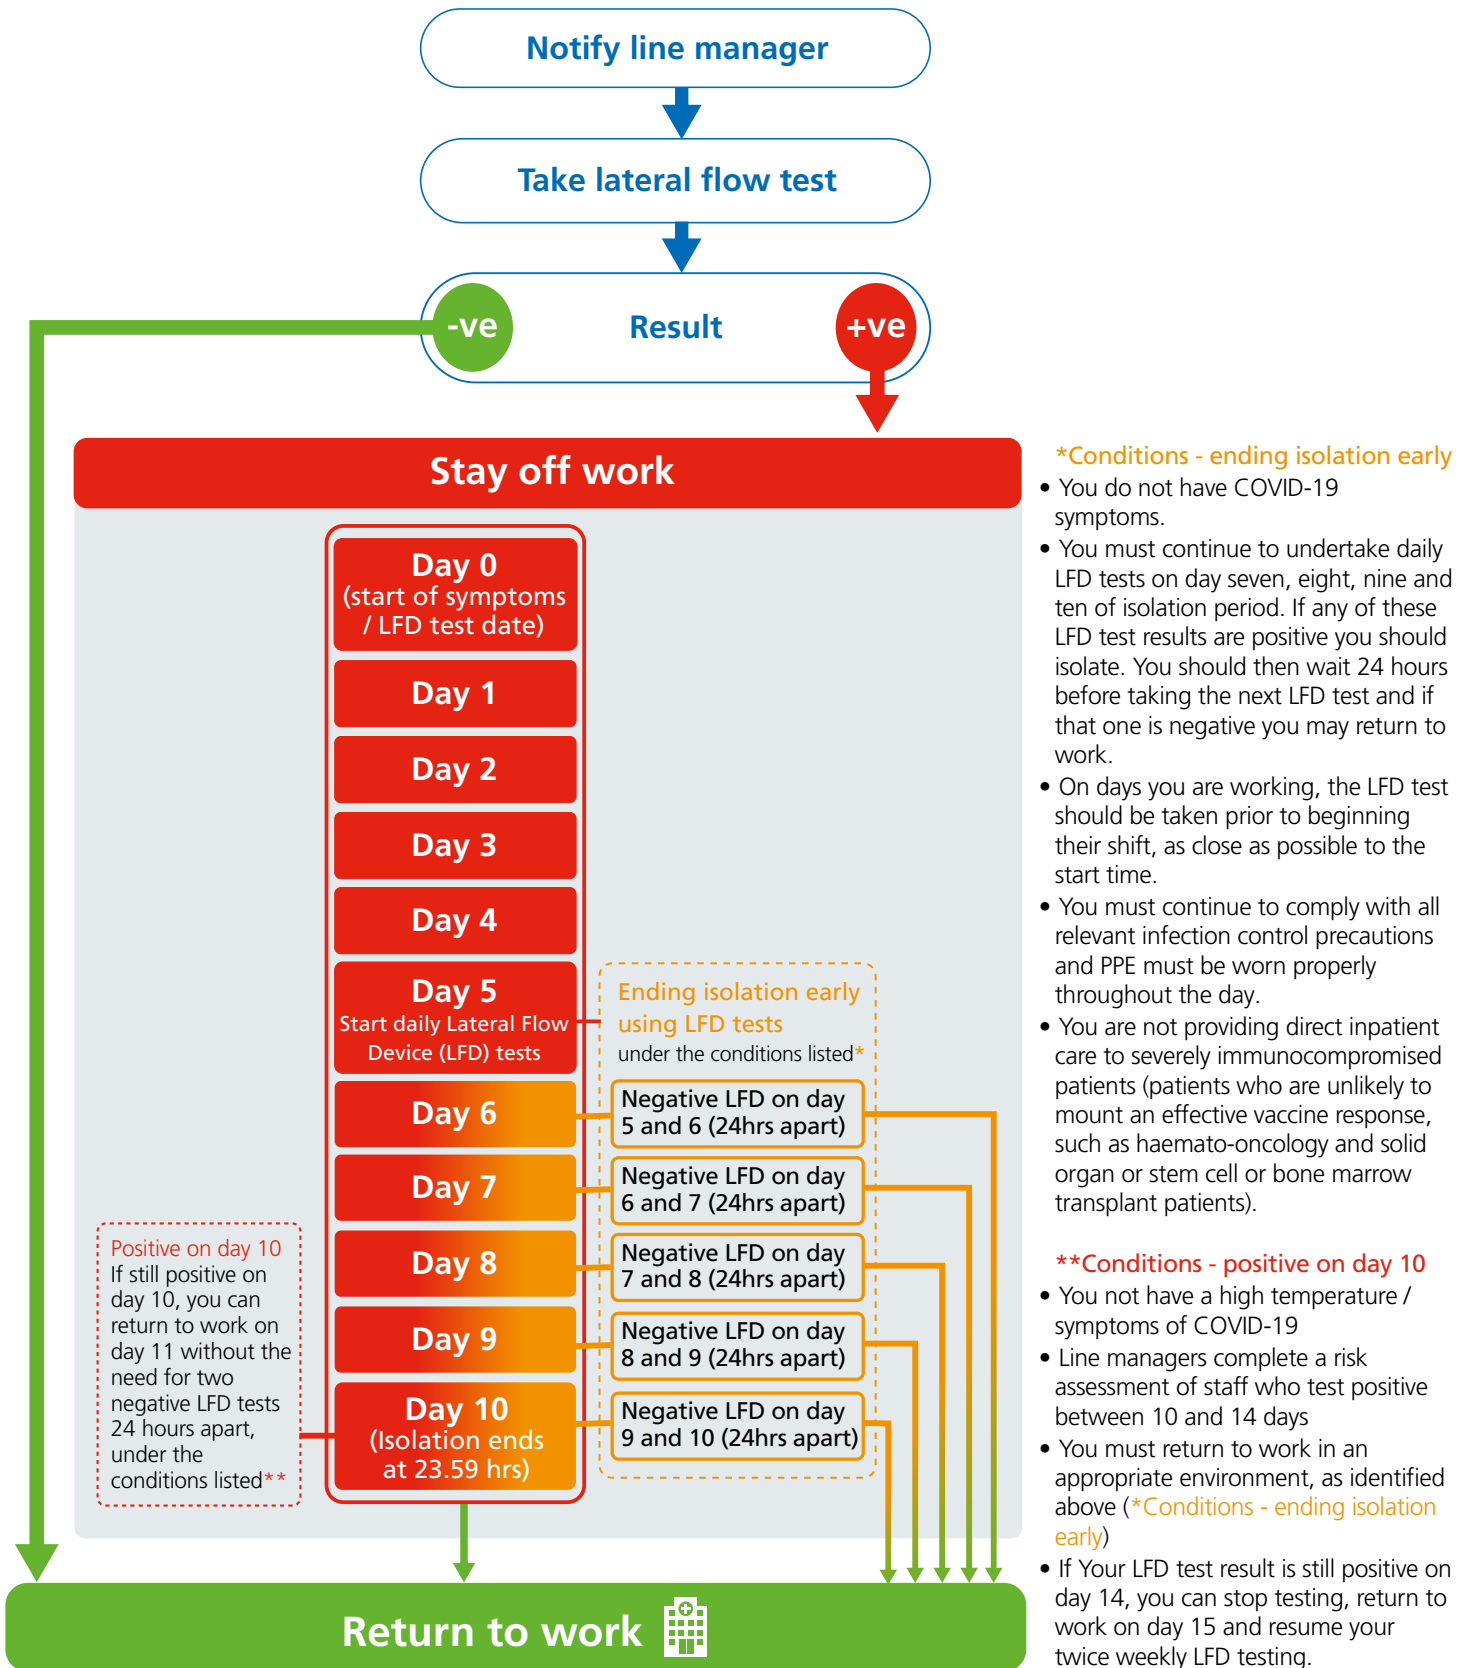 Notify line manager
Take lateral flow test
-ve
Result
+ve
Stay off work
Day 0
(start of symptoms
/ LFD test date)
Day 1
Day 2
Day 3
Day 4
Day 5
Start daily Lateral Flow
Device (LFD) tests
Day 6
Day 7
Day 8
Day 9
Day 10
(Isolation ends
at 23.59 hrs)
Ending isolation early
using LFD tests
under the conditions listed*
Negative LFD on day
5 and 6 (24hrs apart)
Negative LFD on day
6 and 7 (24hrs apart)
Negative LFD on day
7 and 8 (24hrs apart)
Negative LFD on day
8 and 9 (24hrs apart)
Negative LFD on day
9 and 10 (24hrs apart)
Positive on day 10
If still positive on
day 10, you can
return to work on
day 11 without the
need for two
negative LFD tests
24 hours apart,
under the
conditions listed**
Return to work
*Conditions - ending isolation early
• You do not have COVID-19
symptoms.
• You must continue to undertake daily
LFD tests on day seven, eight, nine and
ten of isolation period. If any of these
LFD test results are positive you should
isolate. You should then wait 24 hours
before taking the next LFD test and if
that one is negative you may return to
work.
• On days you are working, the LFD test
should be taken prior to beginning
their shift, as close as possible to the
start time.
• You must continue to comply with all
relevant infection control precautions
and PPE must be worn properly
throughout the day.
• You are not providing direct inpatient
care to severely immunocompromised
patients (patients who are unlikely to
mount an effective vaccine response,
such as haemato-oncology and solid
organ or stem cell or bone marrow
transplant patients).
**Conditions - positive on day 10
• You not have a high temperature /
symptoms of COVID-19
• Line managers complete a risk
assessment of staff who test positive
between 10 and 14 days
• You must return to work in an
appropriate environment, as identified
above (*Conditions - ending isolation
early)
• If Your LFD test result is still positive on
day 14, you can stop testing, return to
work on day 15 and resume your
twice weekly LFD testing.